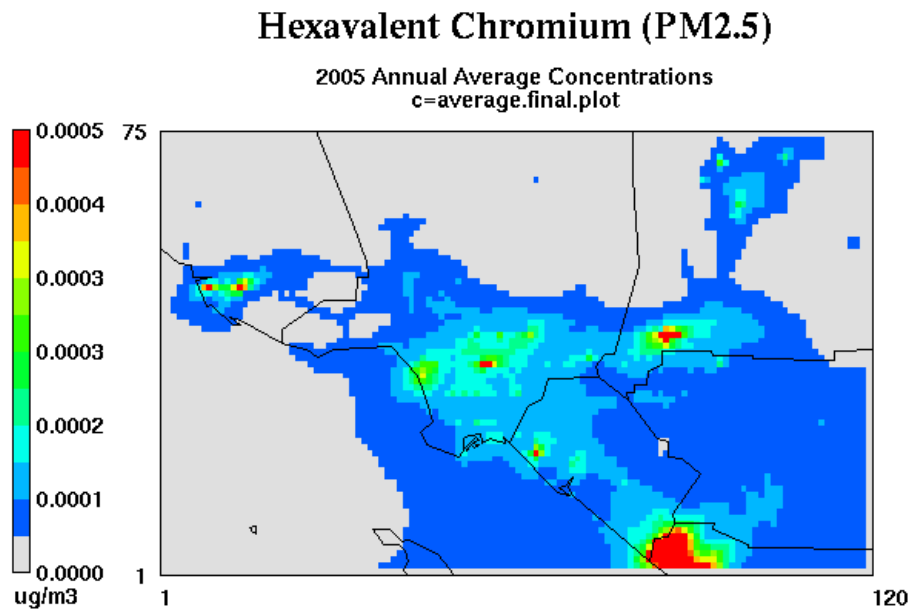 Hexavalent Chromium (PM2.5)
2005 Annual Average Concentrations
c=average.final.plot
0.0005
0.0004
0.0003
0.0003
0.0002
0.0001
0.0000
ug/m3
75
1
1
120